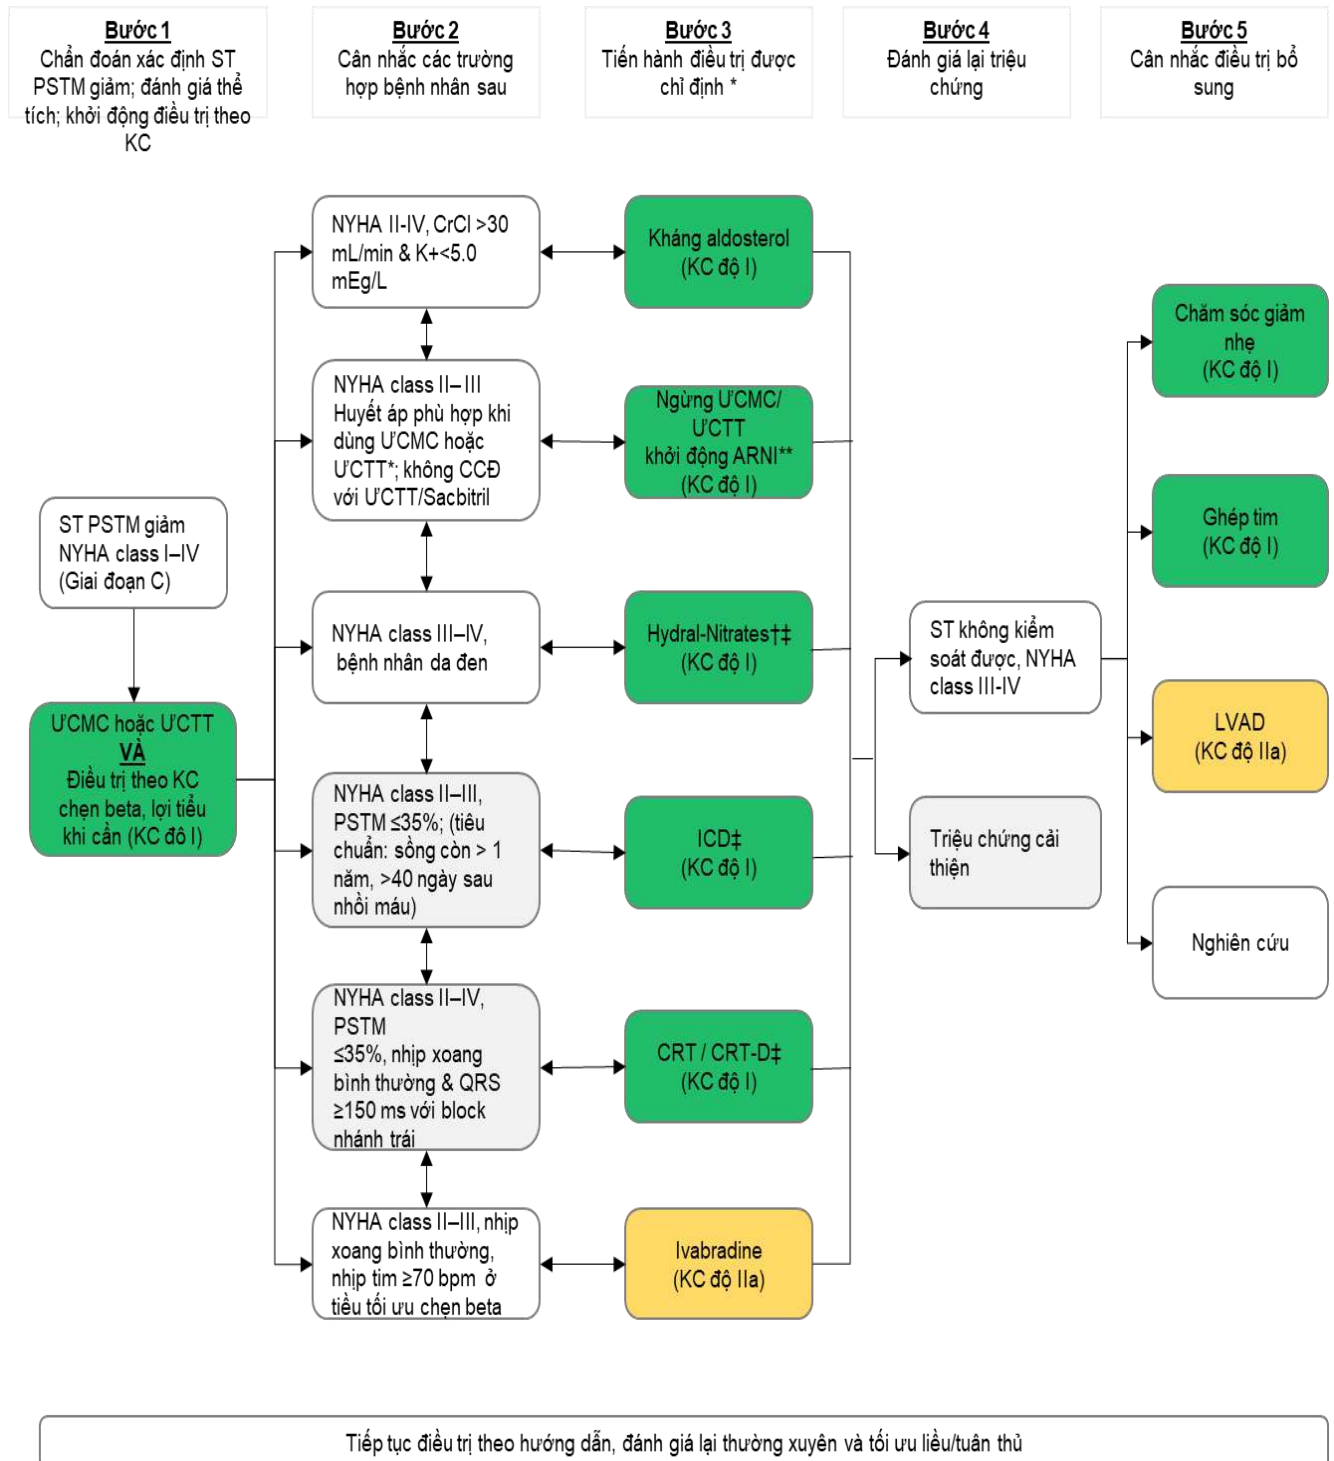 Bước 1
Chẩn đoán xác định ST
PSTM giảm; đánh giá thể
tích; khởi động điều trị theo
KC
Bước 2
Cân nhắc các trường
hợp bệnh nhân sau
Bước 3
Tiến hành điều trị được
chỉ định *
Bước 4
Đánh giá lại triệu
chứng
Bước 5
Cân nhắc điều trị bổ
sung
ST PSTM giảm
NYHA class I–IV
(Giai đoạn C)
ƯCMC hoặc ƯCTT
VÀ
Điều trị theo KC
chẹn beta, lợi tiểu
khi cần (KC đô I)
NYHA II-IV, CrCl >30
mL/min & K+<5.0
mEg/L
NYHA class II–III
Huyết áp phù hợp khi
dùng ƯCMC hoặc
ƯCTT*; không CCĐ
với ƯCTT/Sacbitril
NYHA class III–IV,
bệnh nhân da đen
NYHA class II–III,
PSTM ≤35%; (tiêu
chuẩn: sồng còn > 1
năm, >40 ngày sau
nhồi máu)
NYHA class II–IV,
PSTM
≤35%, nhịp xoang
bình thường & QRS
≥150 ms với block
nhánh trái
NYHA class II–III, nhịp
xoang bình thường,
nhịp tim ≥70 bpm ở
tiều tối ưu chẹn beta
Kháng aldosterol
(KC độ I)
Ngừng ƯCMC/
ƯCTT
khởi động ARNI**
(KC độ I)
Hydral-Nitrates†‡
(KC độ I)
ICD‡
(KC độ I)
CRT / CRT-D‡
(KC độ I)
Ivabradine
(KC độ IIa)
ST không kiểm
soát được, NYHA
class III-IV
Triệu chứng cải
thiện
Chăm sóc giảm
nhẹ
(KC độ I)
Ghép tim
(KC độ I)
LVAD
(KC độ IIa)
Nghiên cứu
Tiếp tục điều trị theo hướng dẫn, đánh giá lại thường xuyên và tối ưu liều/tuân thủ